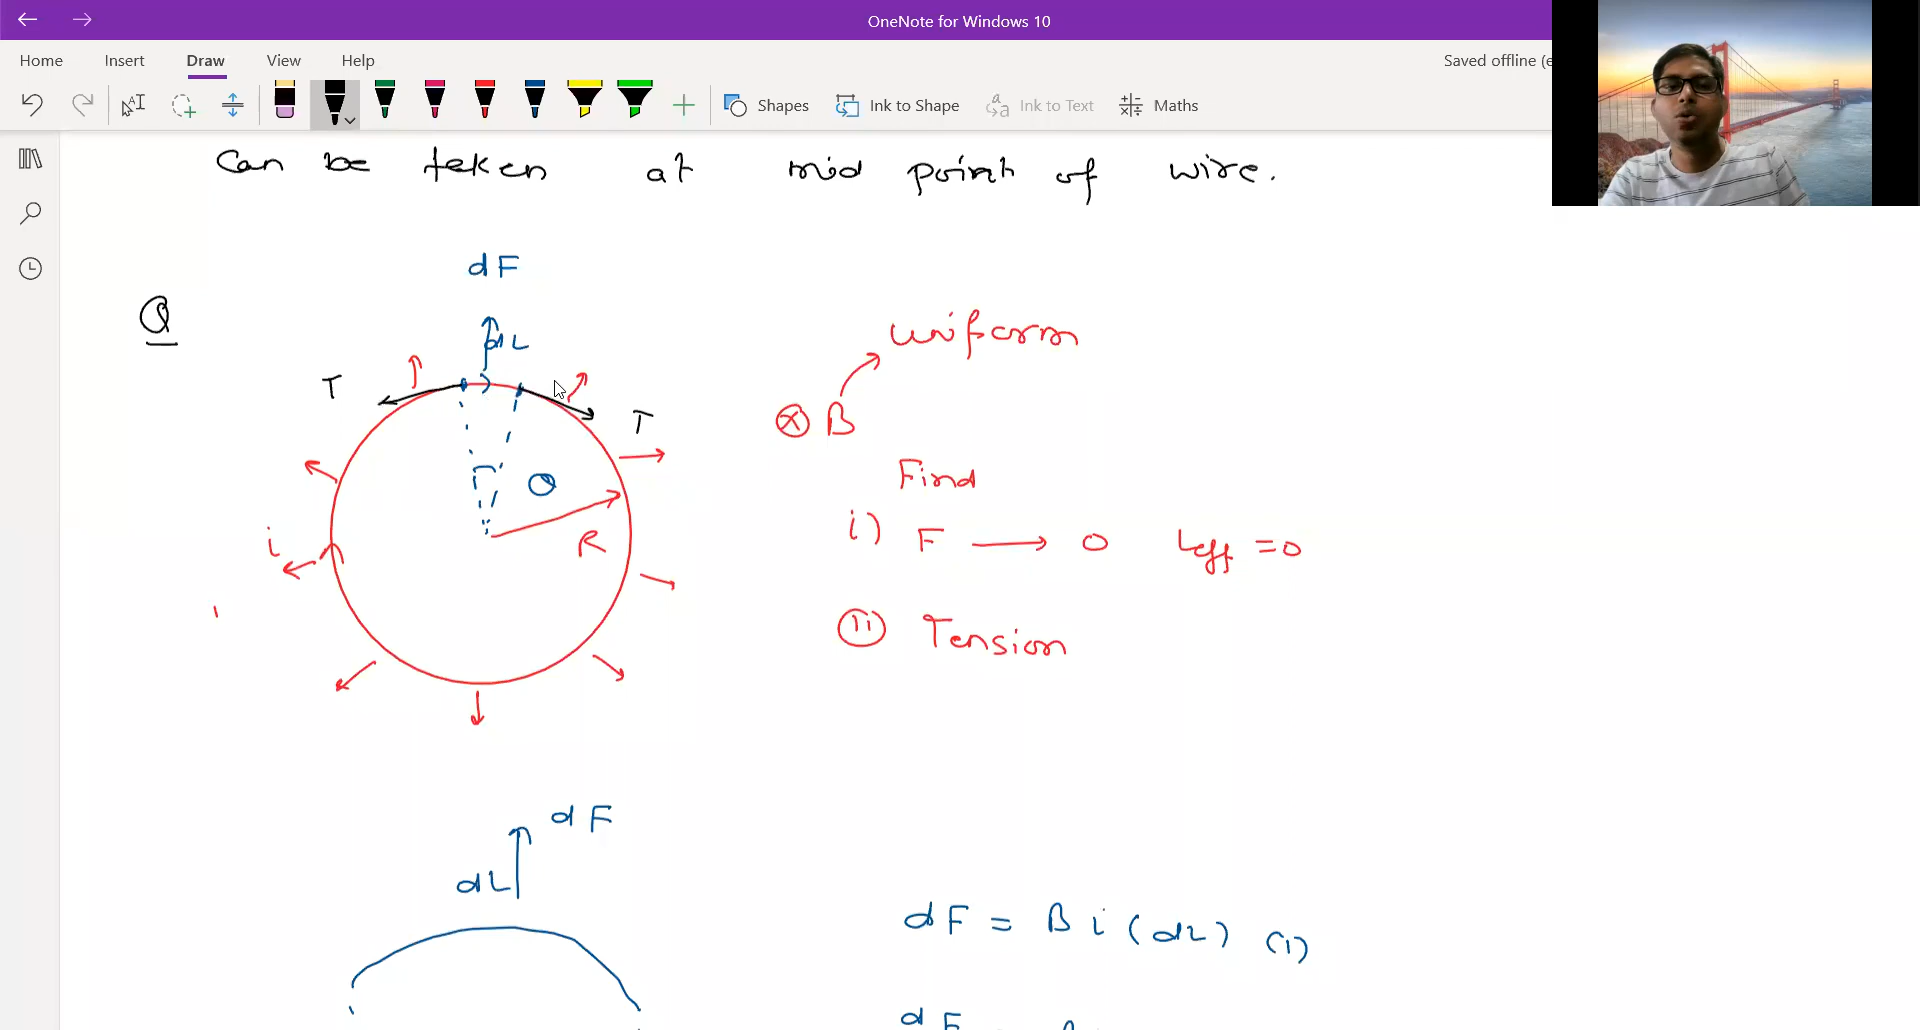 OneNote for Windows 10
Home Insert Draw View Help
Saved offline (e
Shapes Ink to Shape Ink to Text Maths
Can be taken at mid point of wire.
dF
Q
uniform
dL
T
T
⊗ B
Find
θ
i) F → 0 Leff = 0
i
R
(ii) Tension
dF
dL
dF = B i (dL) (1)
dF